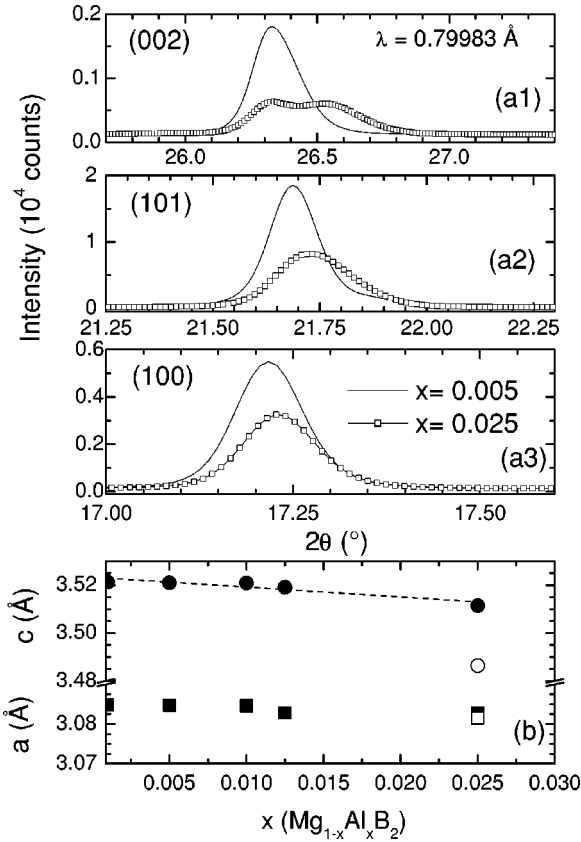 0.18
(002)
λ = 0.79983 Å
0.1
(a1)
0.0
26.0 26.5 27.0
2
(101)
1
(a2)
0
21.25 21.50 21.75 22.00 22.25
0.6
(100)
x= 0.005
0.4
x= 0.025
0.2
(a3)
0.0
17.00 17.25 17.50
2θ (°)
Intensity (10⁴ counts)
3.52
3.50
c (Å)
3.48
3.08
a (Å)
(b)
3.07
0.005 0.010 0.015 0.020 0.025 0.030
x (Mg₁₋ₓAlₓB₂)